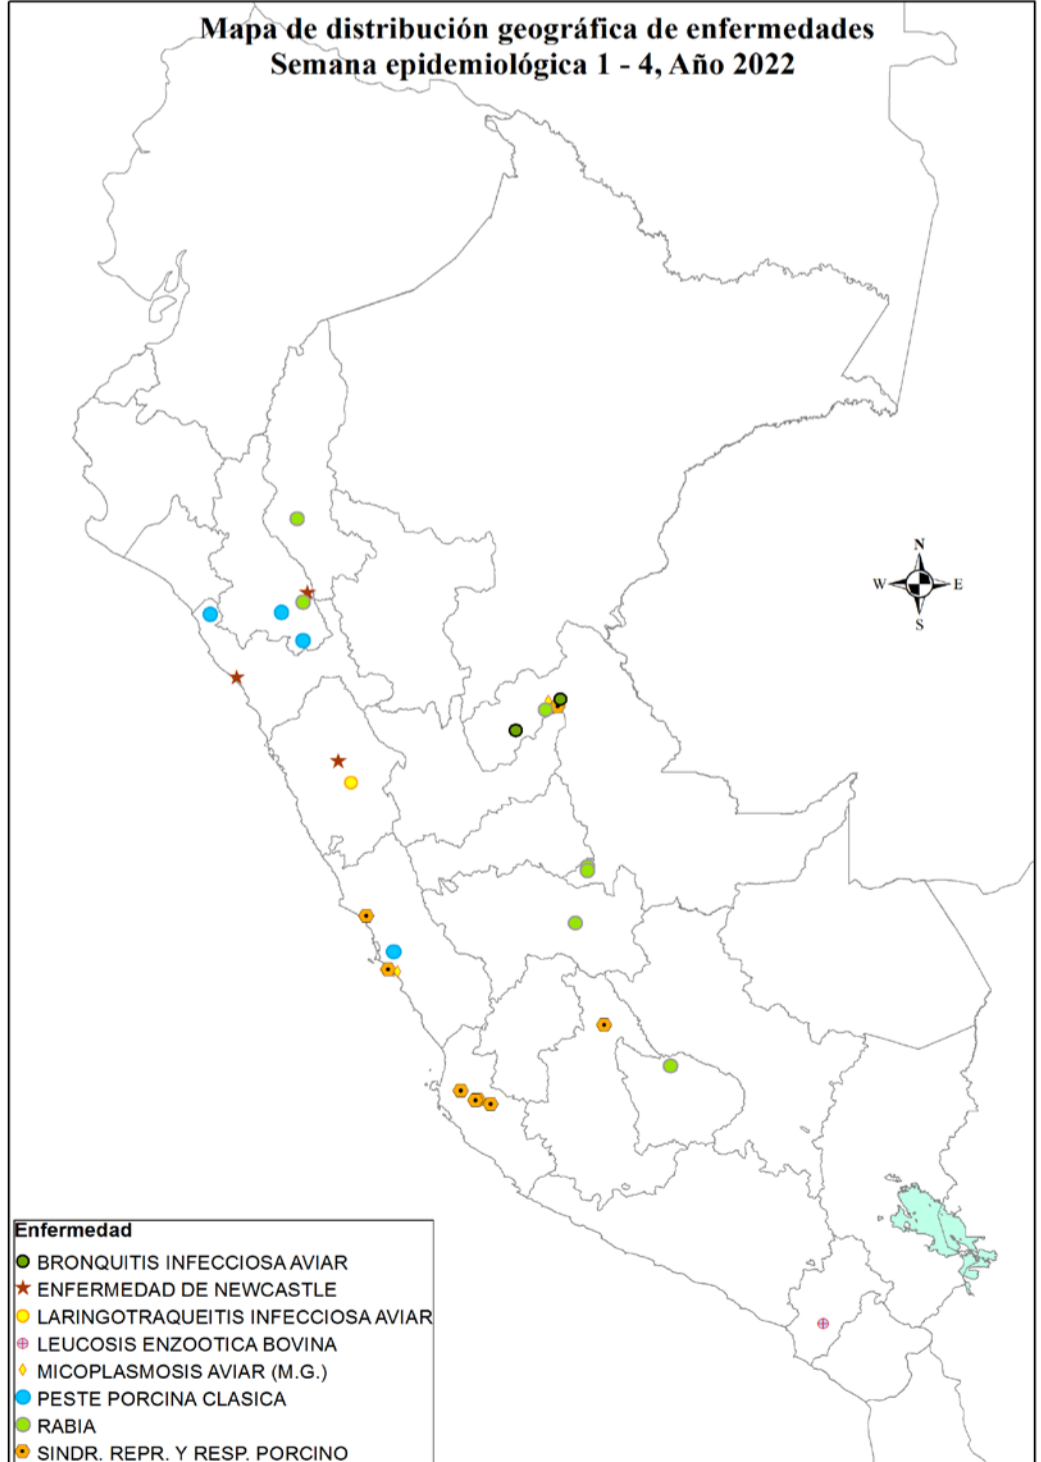 Mapa de distribución geográfica de enfermedades
Semana epidemiológica 1 - 4, Año 2022
N
W
E
S
Enfermedad
BRONQUITIS INFECCIOSA AVIAR
ENFERMEDAD DE NEWCASTLE
LARINGOTRAQUEITIS INFECCIOSA AVIAR
LEUCOSIS ENZOOTICA BOVINA
MICOPLASMOSIS AVIAR (M.G.)
PESTE PORCINA CLASICA
RABIA
SINDR. REPR. Y RESP. PORCINO